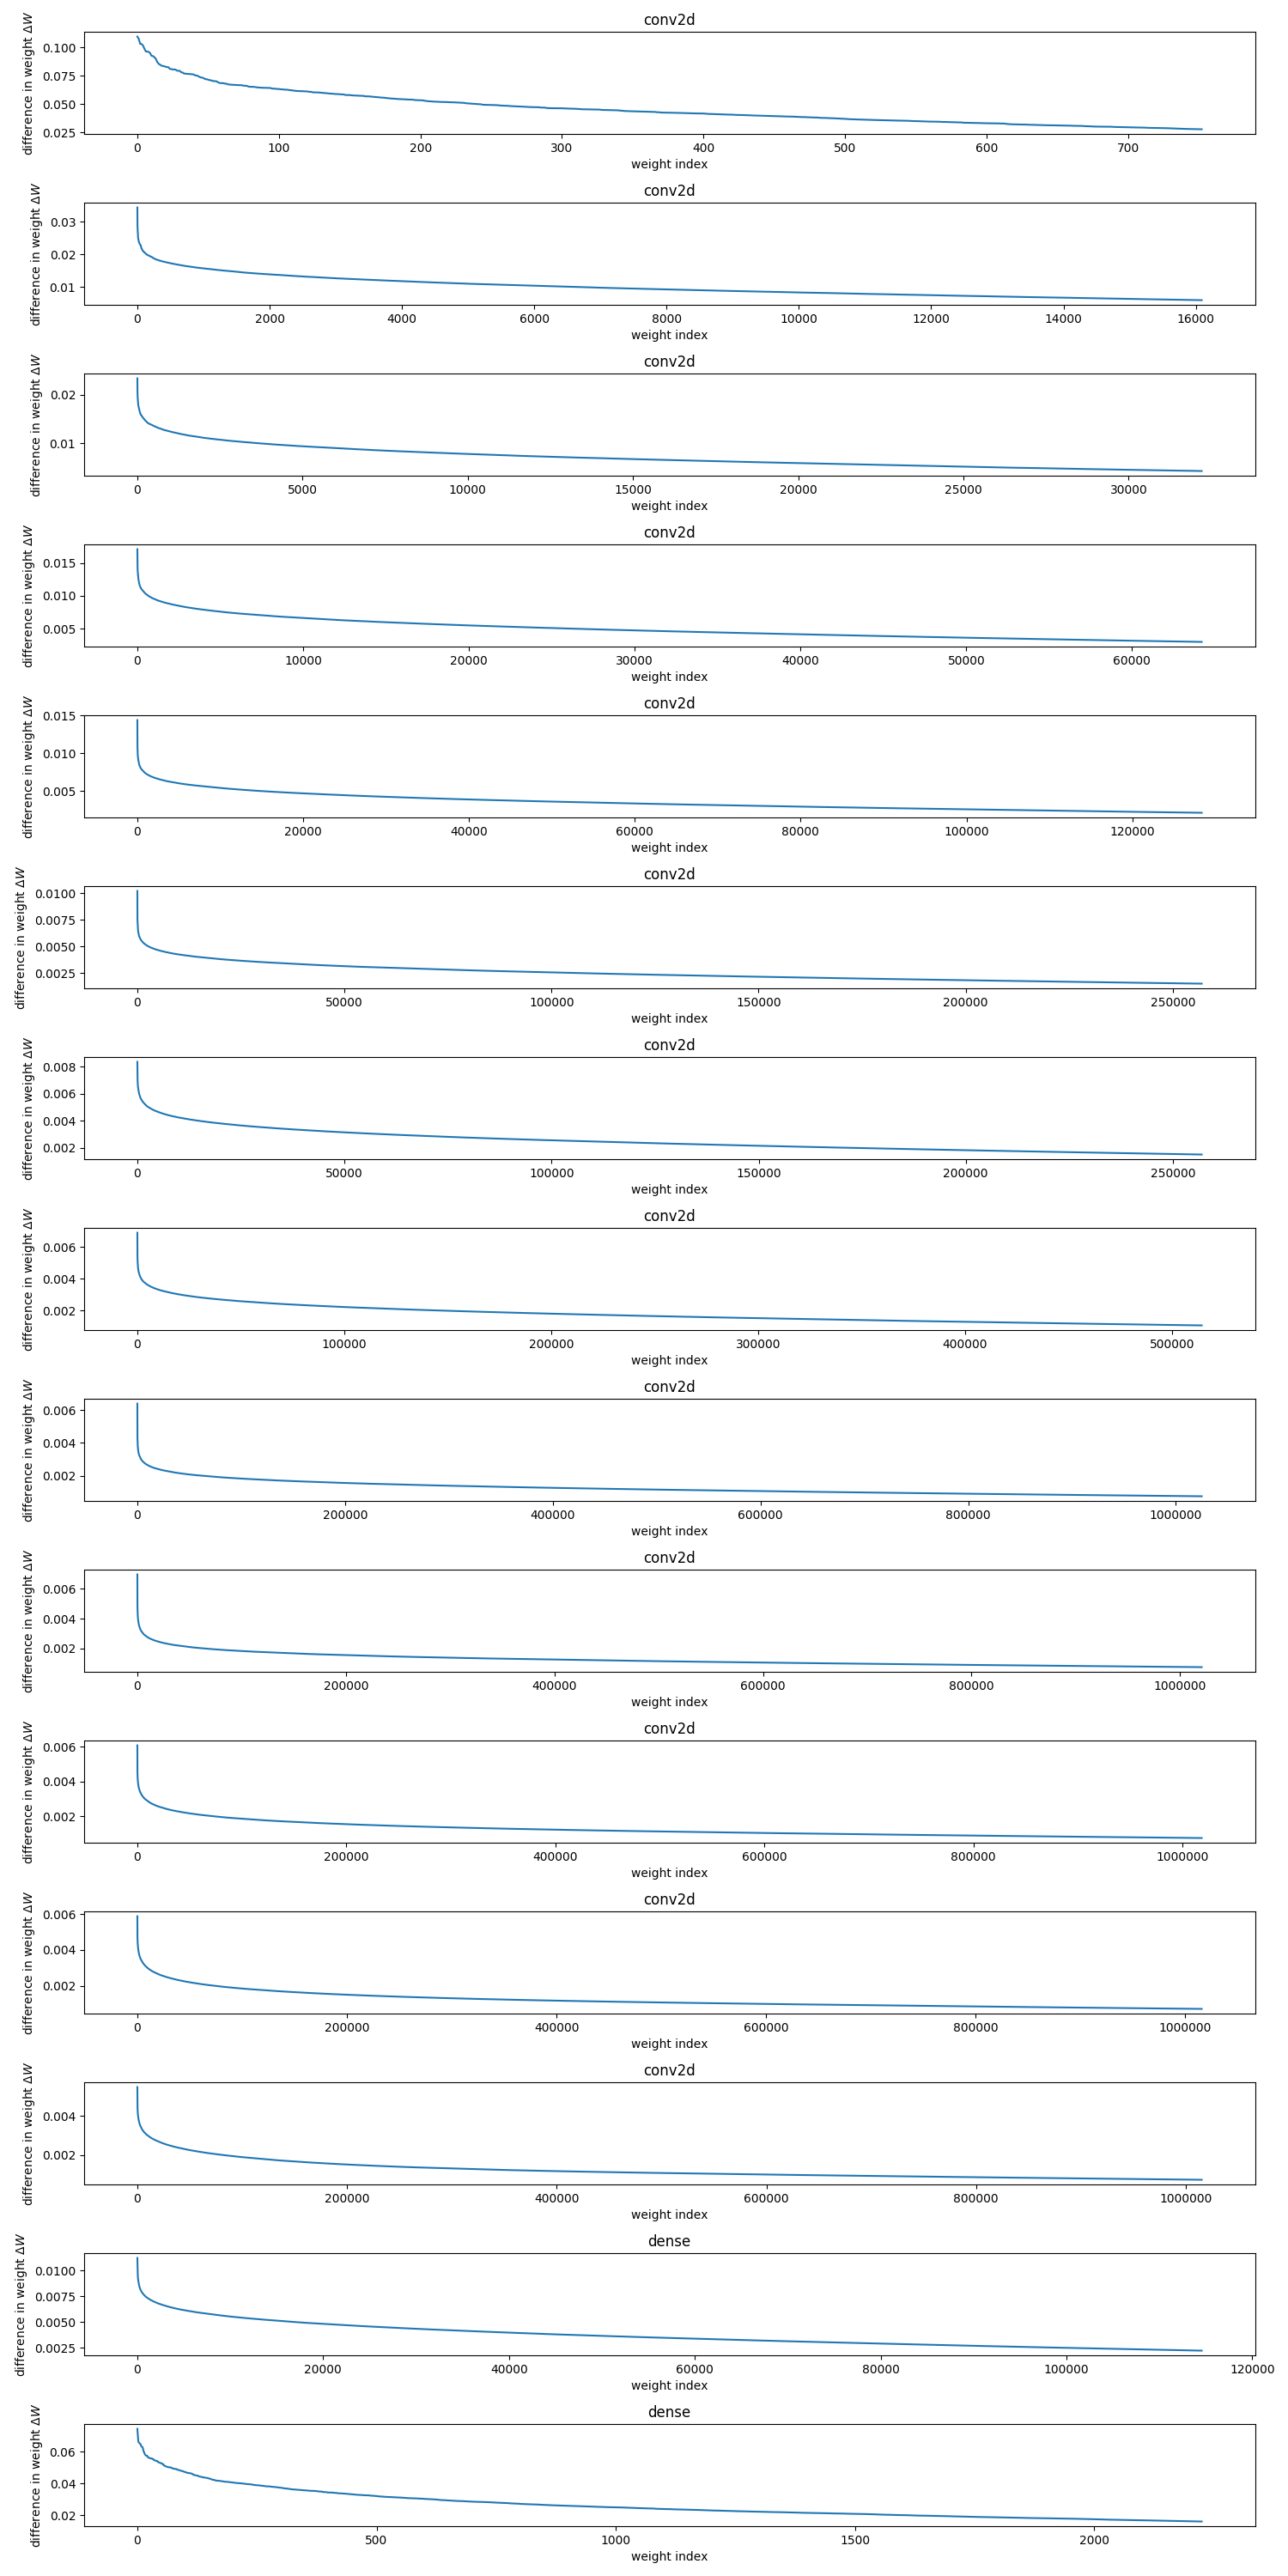 conv2d
difference in weight ΔW
0.100
0.075
0.050
0.025
0 100 200 300 400 500 600 700
weight index
conv2d
difference in weight ΔW
0.03
0.02
0.01
0 2000 4000 6000 8000 10000 12000 14000 16000
weight index
conv2d
difference in weight ΔW
0.02
0.01
0 5000 10000 15000 20000 25000 30000
weight index
conv2d
difference in weight ΔW
0.015
0.010
0.005
0 10000 20000 30000 40000 50000 60000
weight index
conv2d
difference in weight ΔW
0.015
0.010
0.005
0 20000 40000 60000 80000 100000 120000
weight index
conv2d
difference in weight ΔW
0.0100
0.0075
0.0050
0.0025
0 50000 100000 150000 200000 250000
weight index
conv2d
difference in weight ΔW
0.008
0.006
0.004
0.002
0 50000 100000 150000 200000 250000
weight index
conv2d
difference in weight ΔW
0.006
0.004
0.002
0 100000 200000 300000 400000 500000
weight index
conv2d
difference in weight ΔW
0.006
0.004
0.002
0 200000 400000 600000 800000 1000000
weight index
conv2d
difference in weight ΔW
0.006
0.004
0.002
0 200000 400000 600000 800000 1000000
weight index
conv2d
difference in weight ΔW
0.006
0.004
0.002
0 200000 400000 600000 800000 1000000
weight index
conv2d
difference in weight ΔW
0.006
0.004
0.002
0 200000 400000 600000 800000 1000000
weight index
conv2d
difference in weight ΔW
0.004
0.002
0 200000 400000 600000 800000 1000000
weight index
dense
difference in weight ΔW
0.0100
0.0075
0.0050
0.0025
0 20000 40000 60000 80000 100000 120000
weight index
dense
difference in weight ΔW
0.06
0.04
0.02
0 500 1000 1500 2000
weight index